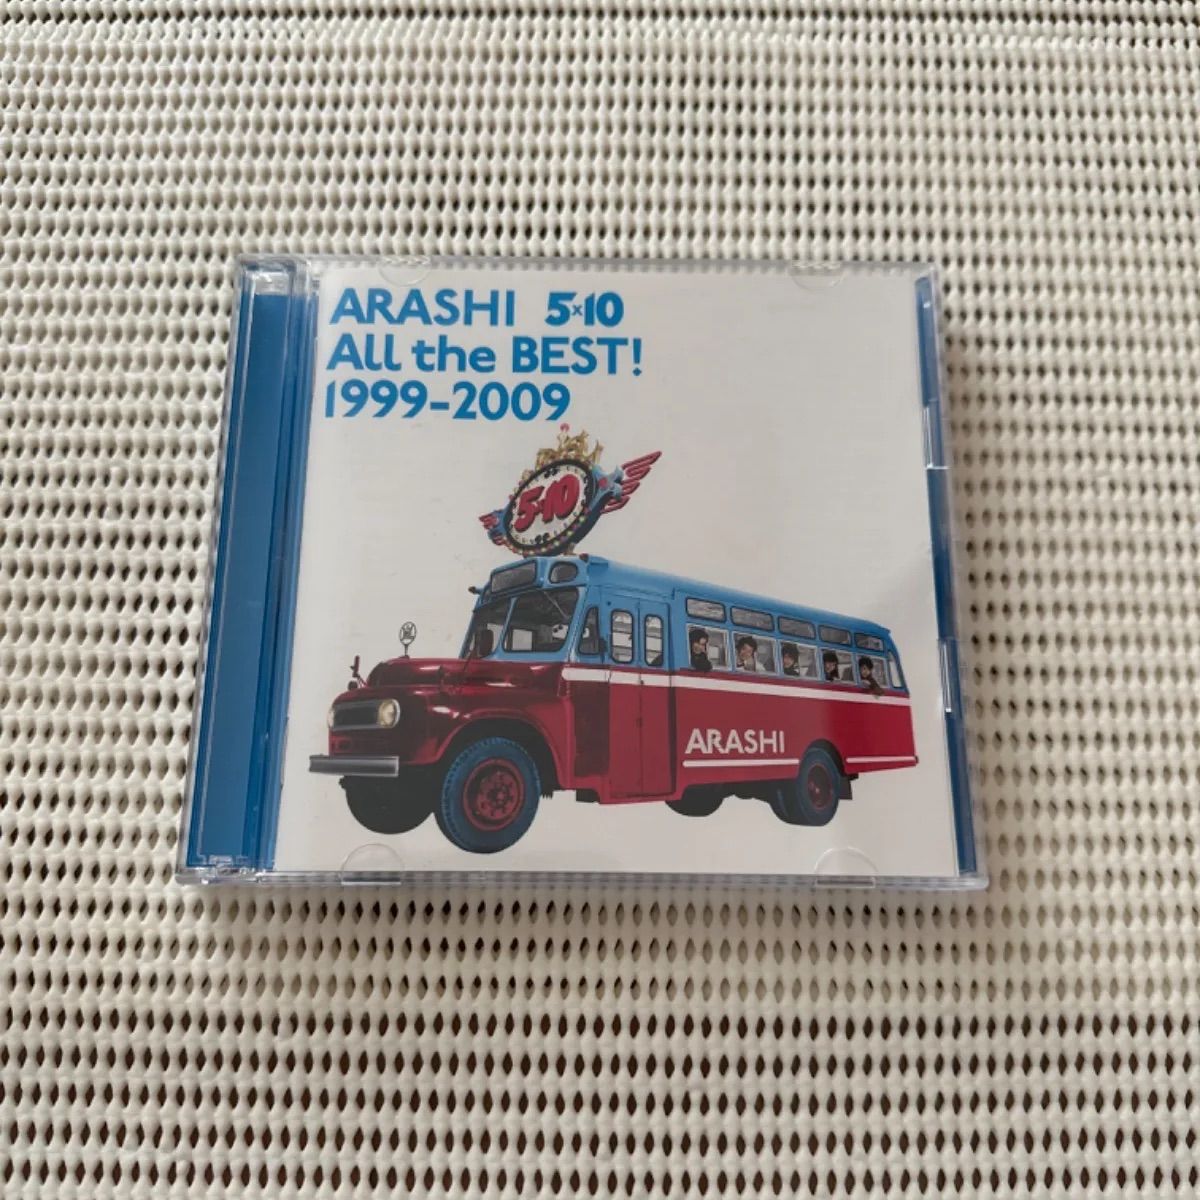 ARASHI 5×10
All the BEST!
1999-2009
5×10
ARASHI